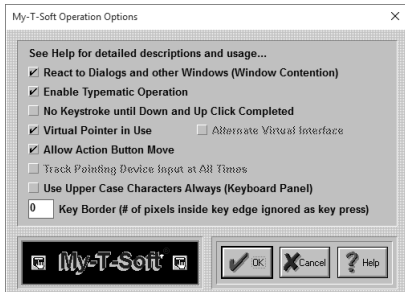 My-T-Soft Operation Options
See Help for detailed descriptions and usage...
React to Dialogs and other Windows (Window Contention)
Enable Typematic Operation
No Keystroke until Down and Up Click Completed
Virtual Pointer in Use Alternate Virtual Interface
Allow Action Button Move
Track Pointing Device Input at All Times
Use Upper Case Characters Always (Keyboard Panel)
0 Key Border (# of pixels inside key edge ignored as key press)
My-T-Soft OK Cancel Help